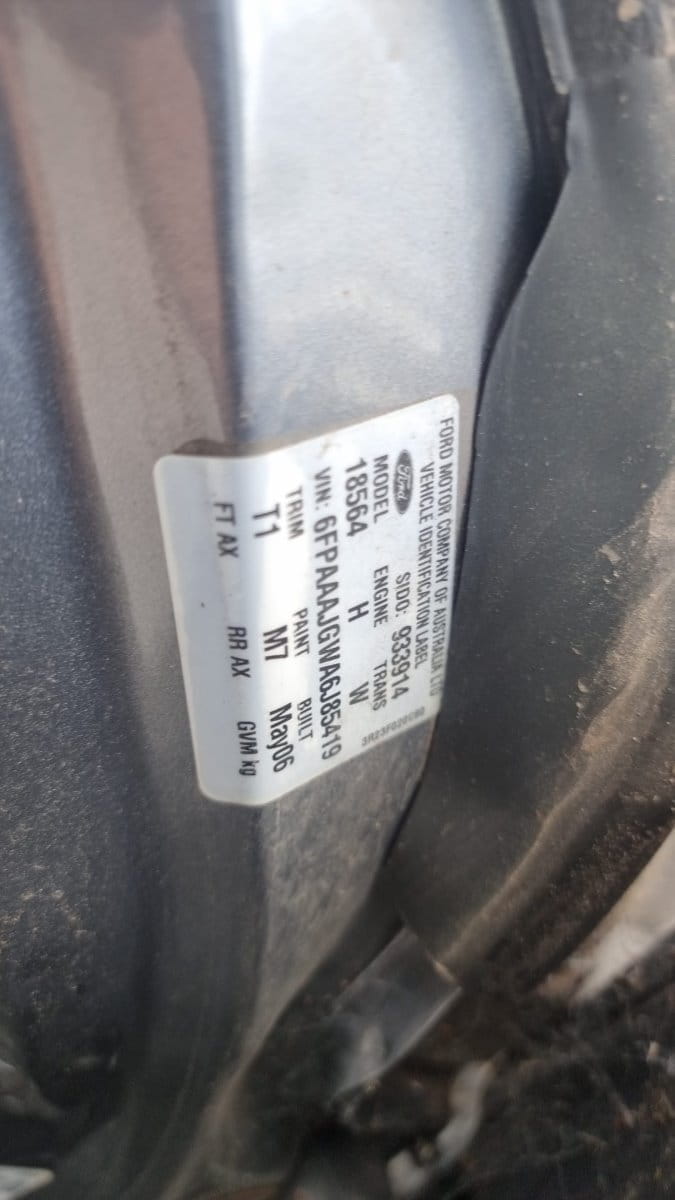 FORD MOTOR COMPANY OF AUSTRALIA LTD
VEHICLE IDENTIFICATION LABEL
Ford SIDO: 933914
MODEL ENGINE TRANS
18564 H W
VIN: 6FPAAAJGWA6J85419
TRIM PAINT BUILT
T1 M7 May06
FT AX RR AX GVM kg